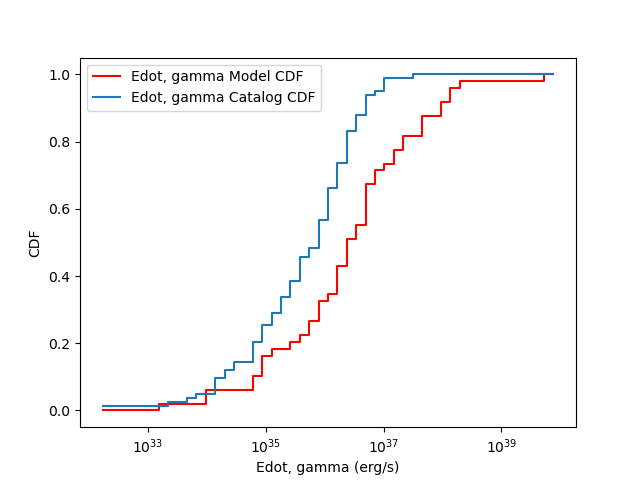 Edot, gamma Model CDF
Edot, gamma Catalog CDF
1.0
0.8
0.6
0.4
0.2
0.0
CDF
10^33 10^35 10^37 10^39
Edot, gamma (erg/s)